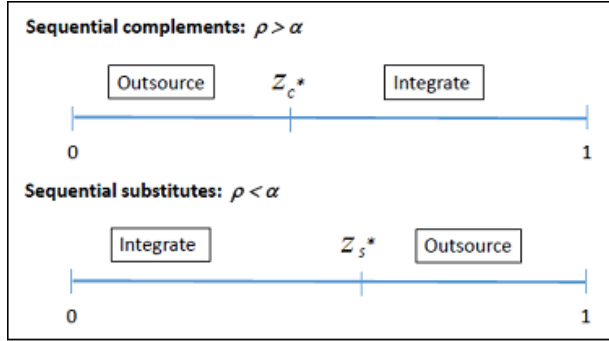 Sequential complements: ρ > α
Outsource z_c* Integrate
0 1
Sequential substitutes: ρ < α
Integrate z_s* Outsource
0 1